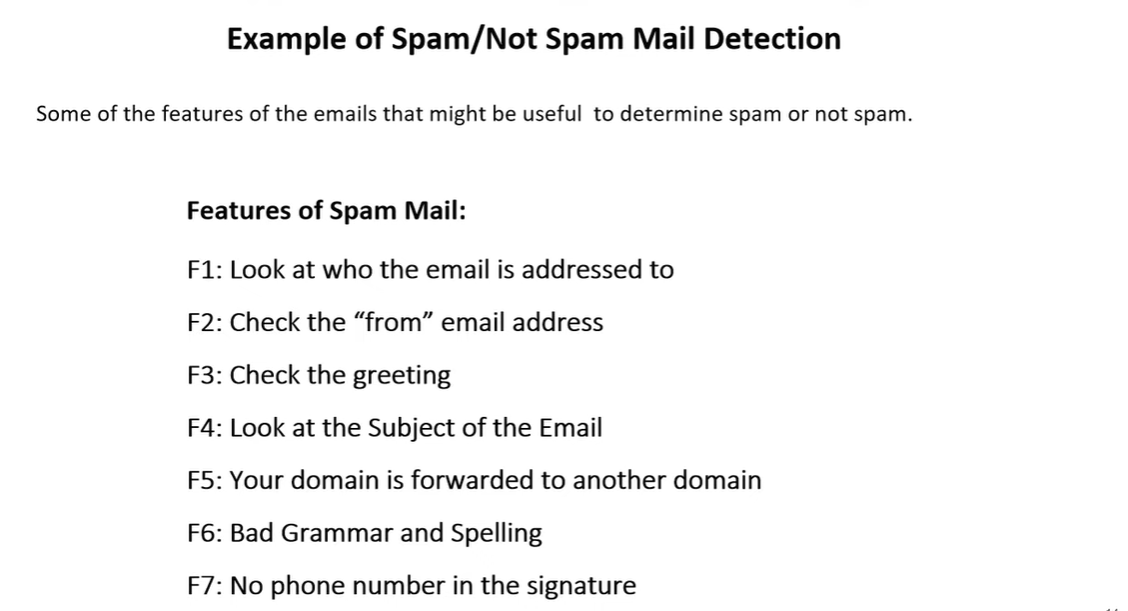 Example of Spam/Not Spam Mail Detection
Some of the features of the emails that might be useful to determine spam or not spam.
Features of Spam Mail:
F1: Look at who the email is addressed to
F2: Check the “from” email address
F3: Check the greeting
F4: Look at the Subject of the Email
F5: Your domain is forwarded to another domain
F6: Bad Grammar and Spelling
F7: No phone number in the signature